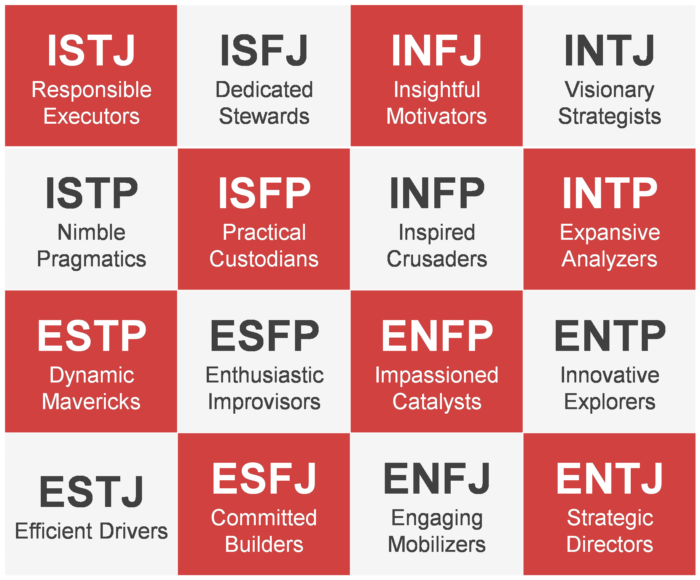 ISTJ
Responsible
Executors
ISFJ
Dedicated
Stewards
INFJ
Insightful
Motivators
INTJ
Visionary
Strategists
ISTP
Nimble
Pragmatics
ISFP
Practical
Custodians
INFP
Inspired
Crusaders
INTP
Expansive
Analyzers
ESTP
Dynamic
Mavericks
ESFP
Enthusiastic
Improvisors
ENFP
Impassioned
Catalysts
ENTP
Innovative
Explorers
ESTJ
Efficient Drivers
ESFJ
Committed
Builders
ENFJ
Engaging
Mobilizers
ENTJ
Strategic
Directors